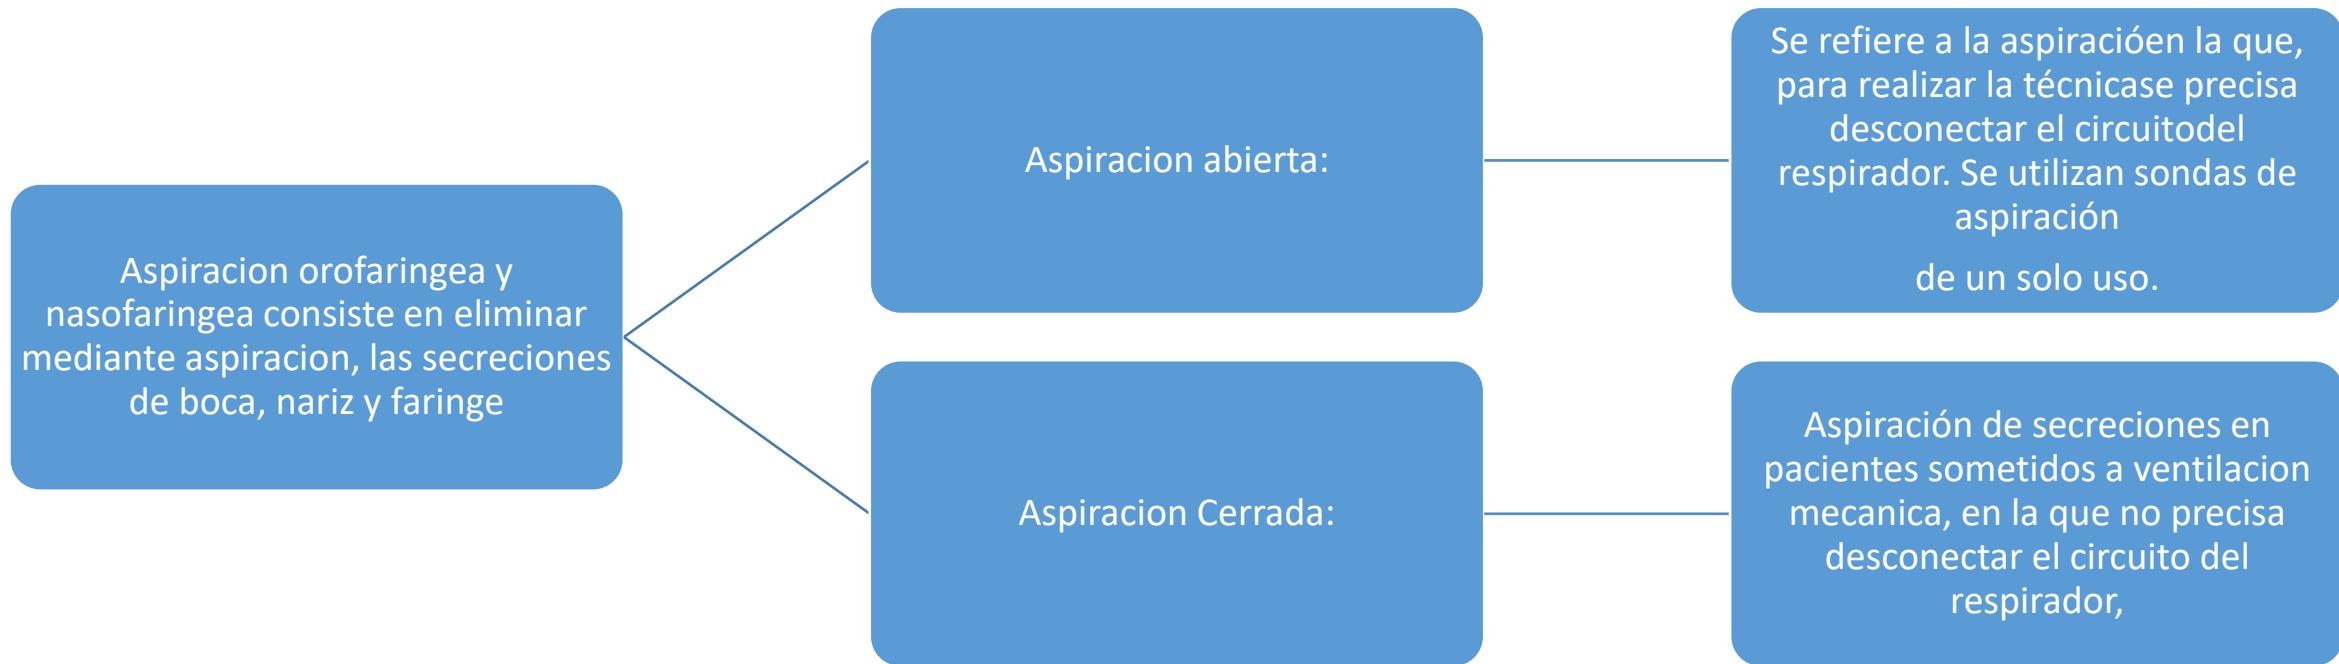 Aspiracion orofaringea y
nasofaringea consiste en eliminar
mediante aspiracion, las secreciones
de boca, nariz y faringe
Aspiracion abierta:
Se refiere a la aspiracióen la que,
para realizar la técnicase precisa
desconectar el circuitodel
respirador. Se utilizan sondas de
aspiración
de un solo uso.
Aspiracion Cerrada:
Aspiración de secreciones en
pacientes sometidos a ventilacion
mecanica, en la que no precisa
desconectar el circuito del
respirador,